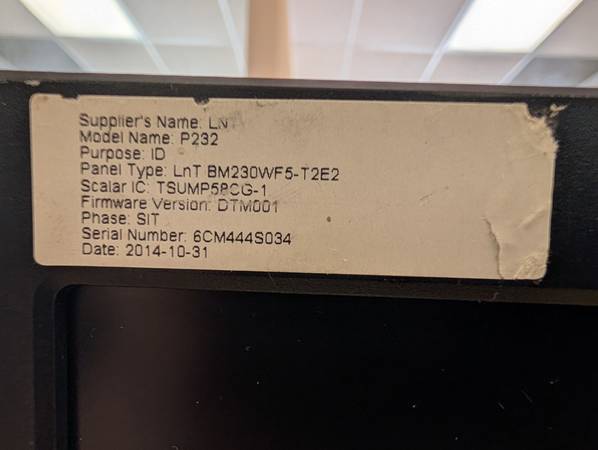 Supplier's Name:
Model Name: P232
Purpose: ID
Panel Type: LnT BM230WF5-T2E2
Scalar IC: TSUMP58CG-1
Firmware Version: DTM001
Phase: SIT
Serial Number: 6CM444S034
Date: 2014-10-31